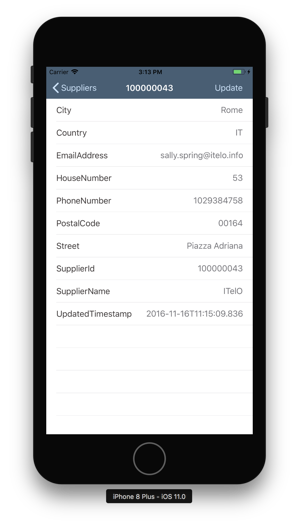 Carrier 3:13 PM
Suppliers 100000043 Update
City Rome
Country IT
EmailAddress sally.spring@itelo.info
HouseNumber 53
PhoneNumber 1029384758
PostalCode 00164
Street Piazza Adriana
SupplierId 100000043
SupplierName ITelO
UpdatedTimestamp 2016-11-16T11:15:09.836
iPhone 8 Plus - iOS 11.0